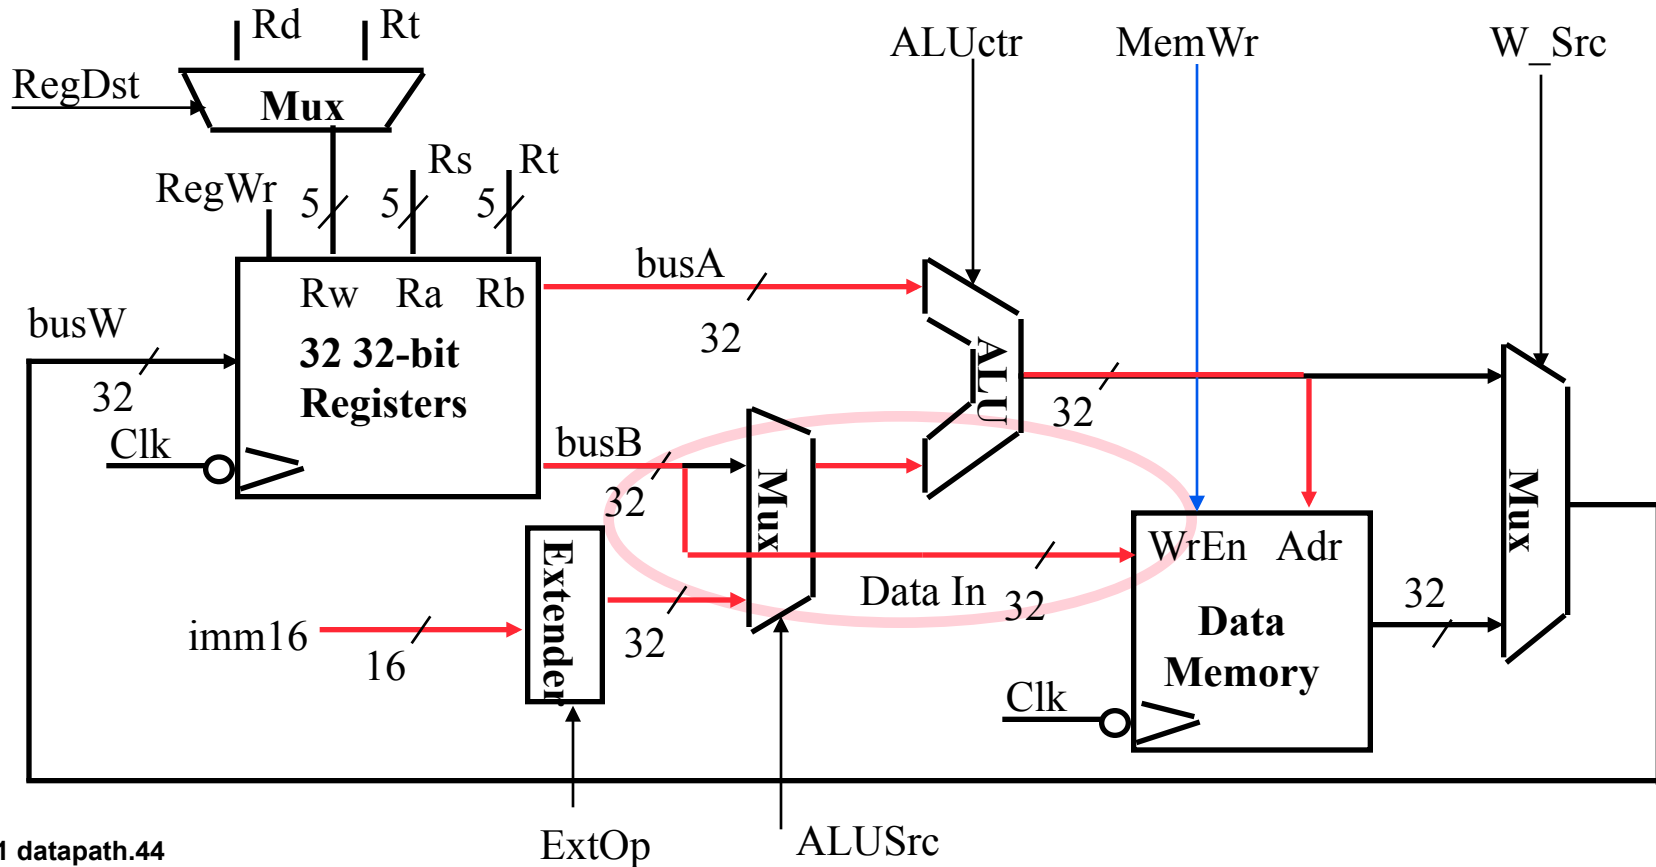 Rd
Rt
ALUctr
MemWr
W_Src
RegDst
Mux
Rs
Rt
RegWr
5
5
5
busA
Rw
Ra
Rb
busW
32
32 32-bit
Registers
32
ALU
32
Clk
busB
32
Mux
Mux
Extender
WrEn
Adr
Data In
32
32
imm16
16
32
Data
Memory
Clk
ExtOp
ALUSrc
1 datapath.44